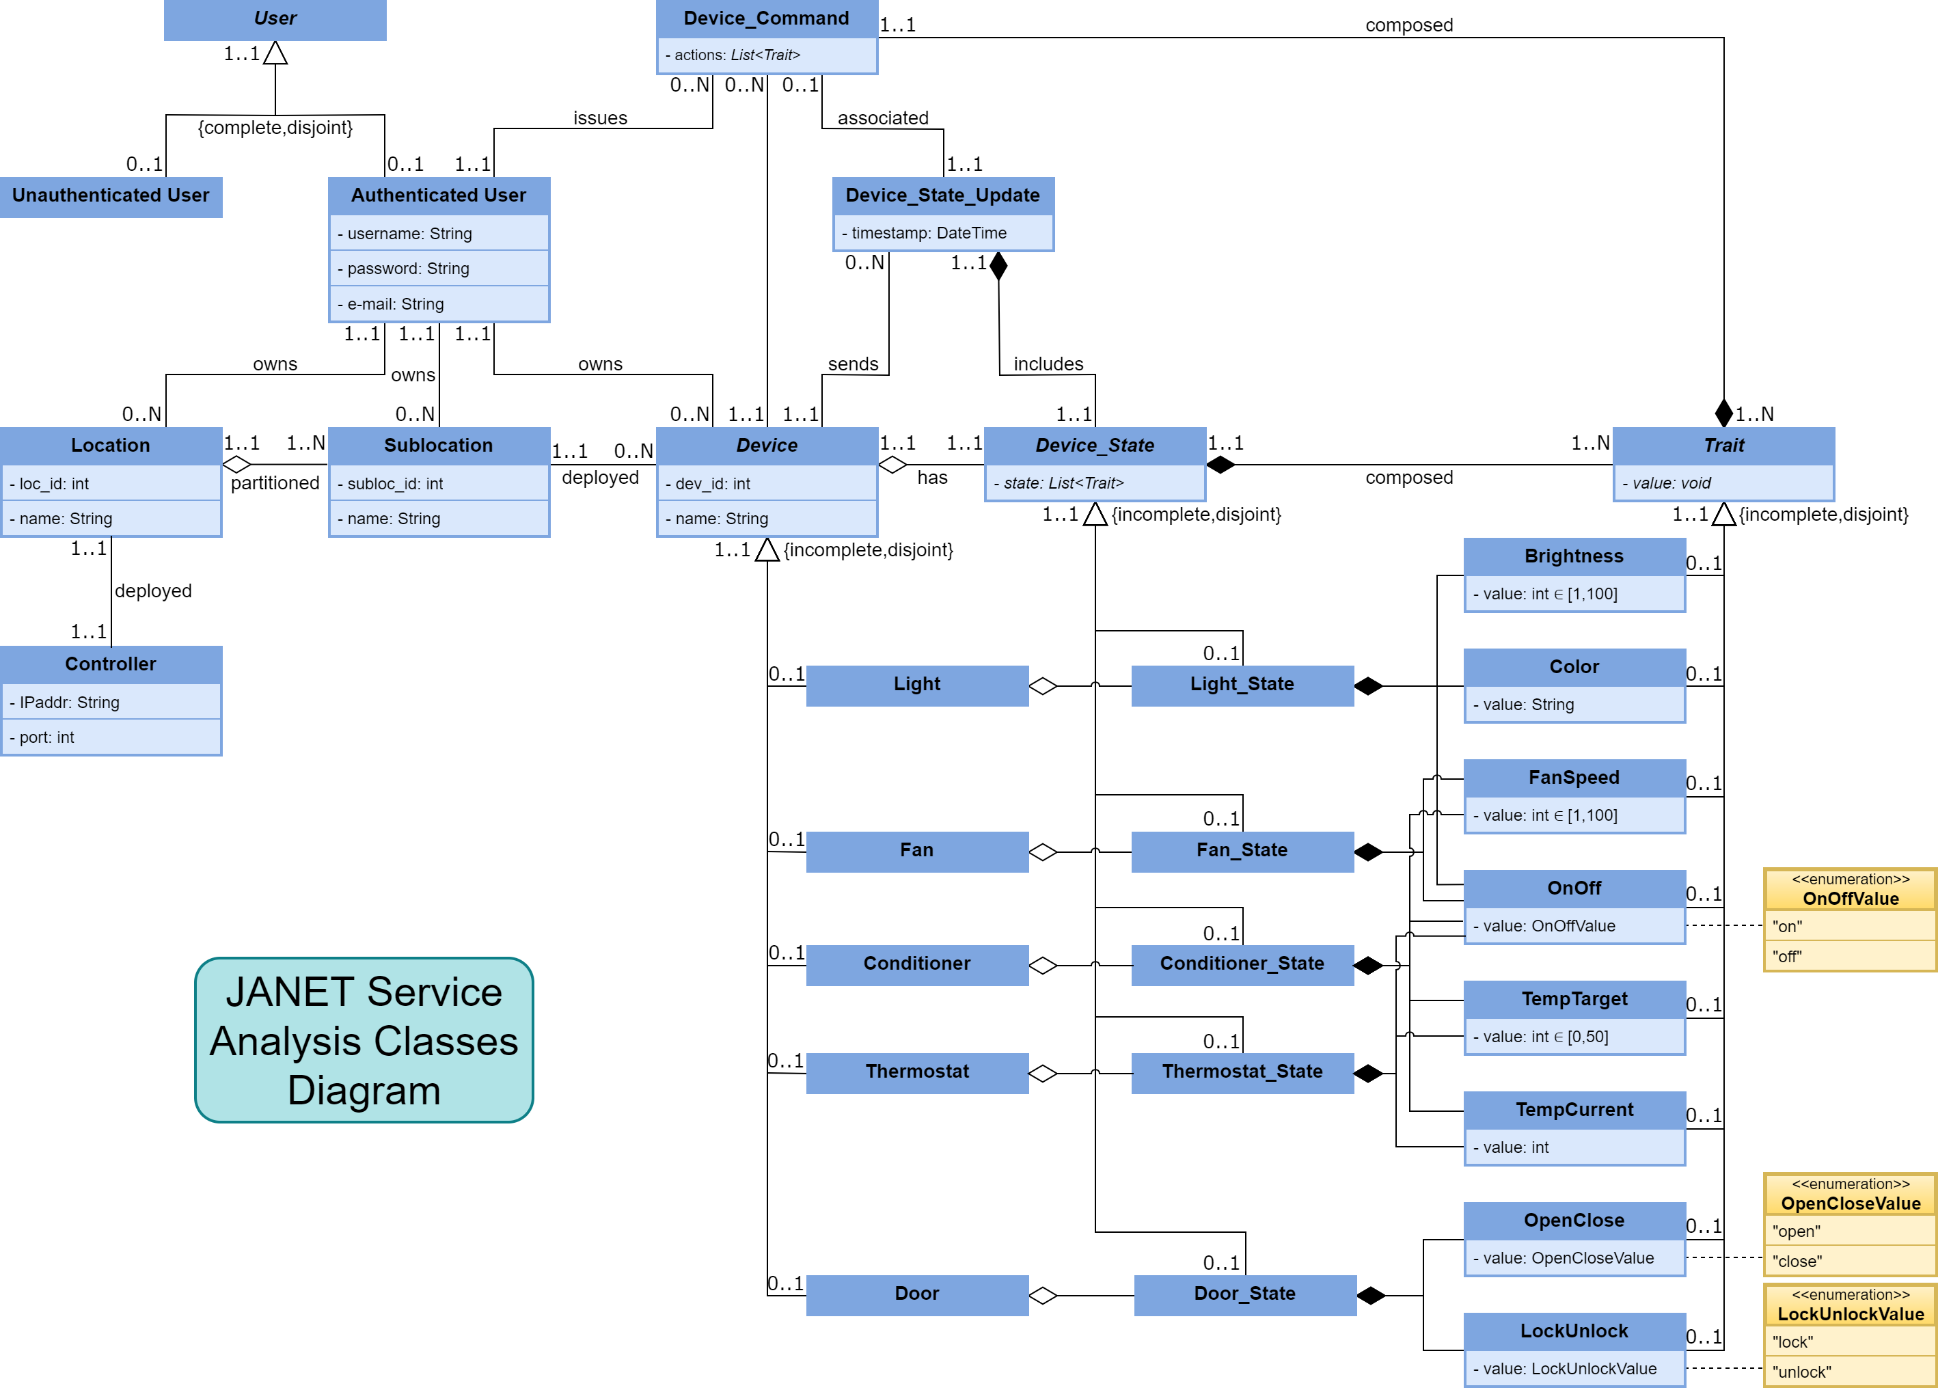 User
1..1
{complete,disjoint}
0..1
0..1
Unauthenticated User
Authenticated User
- username: String
- password: String
- e-mail: String
1..1
issues
0..N
0..N
0..1
Device_Command
- actions: List<Trait>
1..1
composed
associated
1..1
Device_State_Update
- timestamp: DateTime
0..N
1..1
sends
includes
1..1
1..1
1..1
owns
owns
owns
0..N
0..N
0..N
1..1
1..1
1..1
1..N
Location
- loc_id: int
- name: String
1..1
1..N
partitioned
Sublocation
- subloc_id: int
- name: String
1..1
0..N
deployed
Device
- dev_id: int
- name: String
1..1
1..1
has
Device_State
- state: List<Trait>
1..1
1..N
composed
Trait
- value: void
1..1
deployed
1..1
Controller
- IPaddr: String
- port: int
1..1
{incomplete,disjoint}
1..1
{incomplete,disjoint}
1..1
{incomplete,disjoint}
Brightness
- value: int ∈ [1,100]
0..1
0..1
Light
0..1
Light_State
Color
- value: String
0..1
FanSpeed
- value: int ∈ [1,100]
0..1
0..1
Fan
0..1
Fan_State
OnOff
- value: OnOffValue
0..1
<<enumeration>>
OnOffValue
"on"
"off"
0..1
Conditioner
0..1
Conditioner_State
TempTarget
- value: int ∈ [0,50]
0..1
0..1
Thermostat
0..1
Thermostat_State
TempCurrent
- value: int
0..1
JANET Service
Analysis Classes
Diagram
OpenClose
- value: OpenCloseValue
0..1
<<enumeration>>
OpenCloseValue
"open"
"close"
0..1
Door
0..1
Door_State
LockUnlock
- value: LockUnlockValue
0..1
<<enumeration>>
LockUnlockValue
"lock"
"unlock"